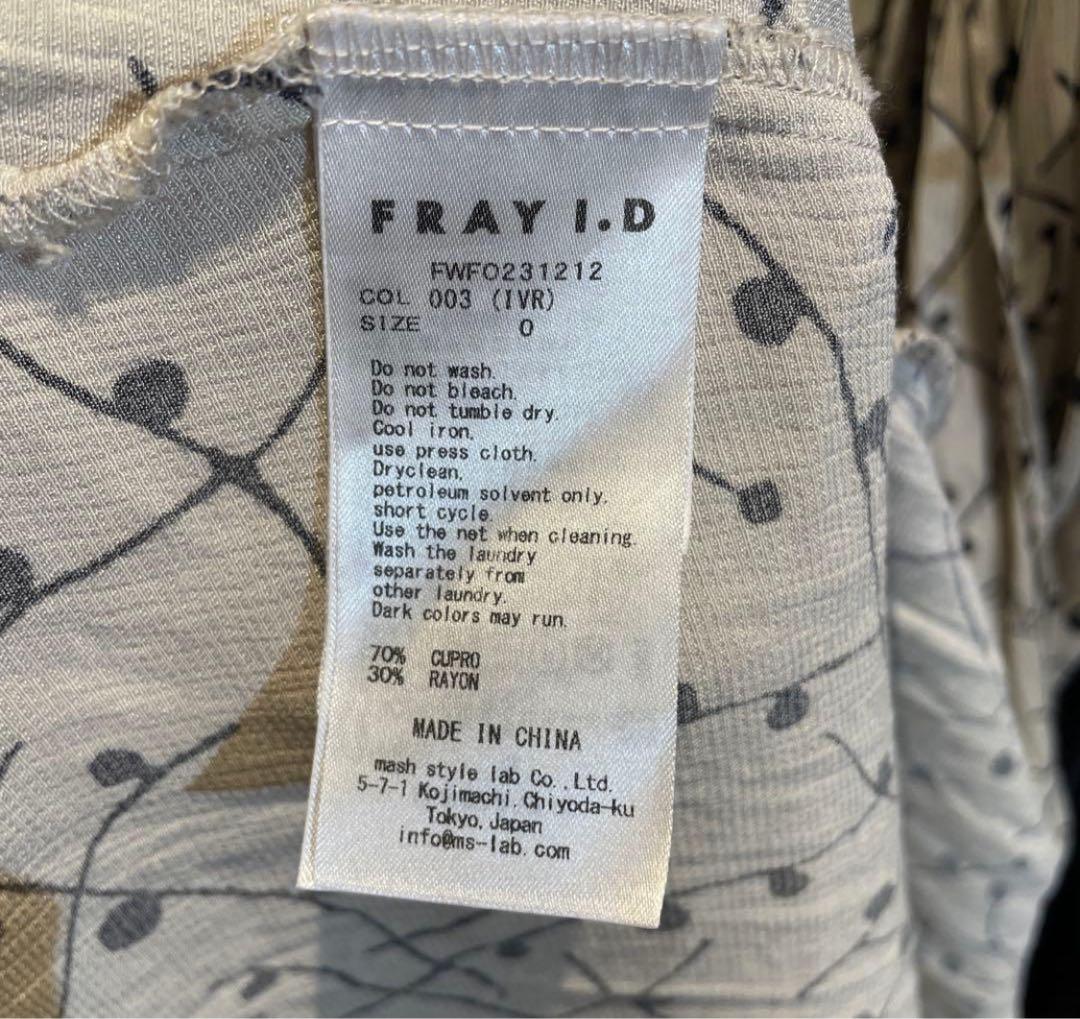 FRAY I.D
FWFO231212
COL 003 (IVR)
SIZE 0
Do not wash.
Do not bleach.
Do not tumble dry.
Cool iron.
use press cloth.
Dryclean.
petroleum solvent only.
short cycle.
Use the net when cleaning.
Wash the laundry
separately from
other laundry.
Dark colors may run.
70% CUPRO
30% RAYON
MADE IN CHINA
mash style lab Co.,Ltd.
5-7-1 Kojimachi, Chiyoda-ku
Tokyo, Japan
info@ms-lab.com